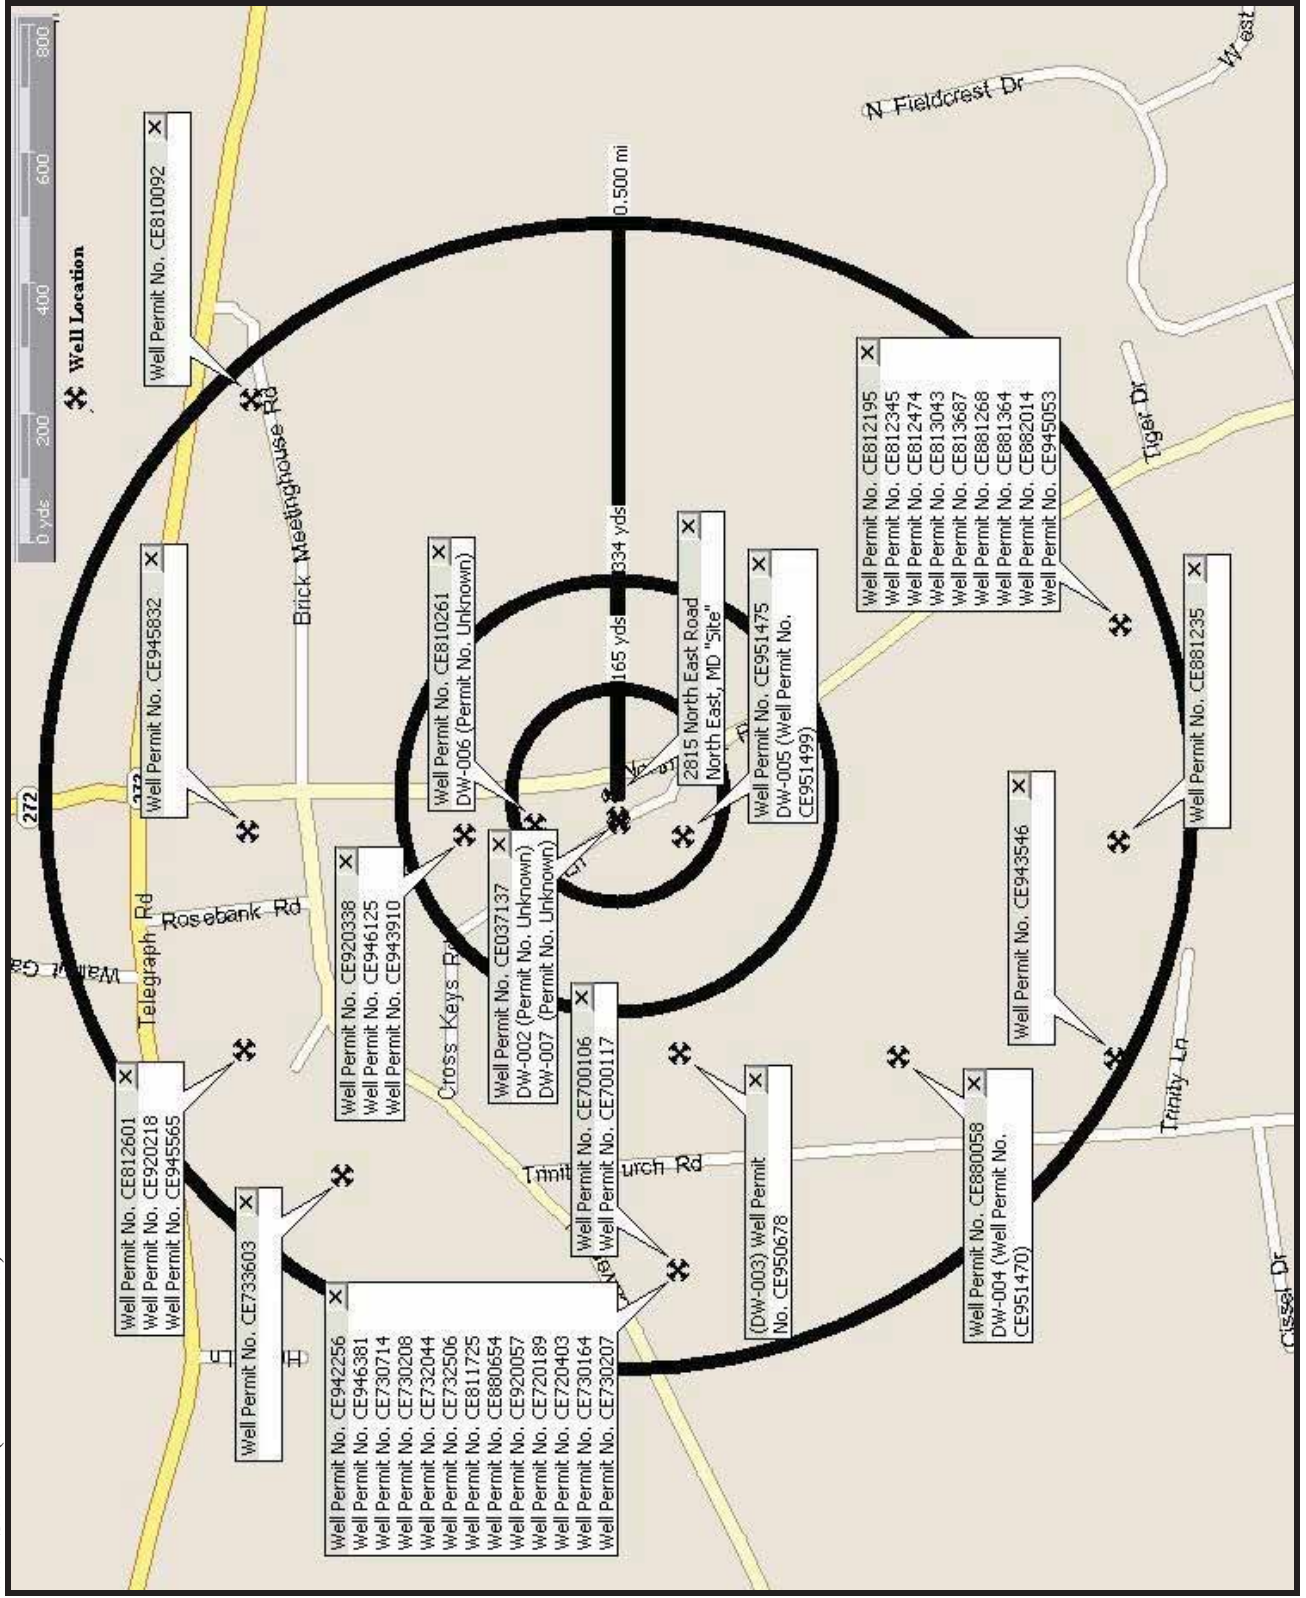 0 yds 200 400 600 800
Well Location
272
Well Permit No. CE810092
Well Permit No. CE945832
Well Permit No. CE812601
Well Permit No. CE920218
Well Permit No. CE945565
Well Permit No. CE733603
Well Permit No. CE942256
Well Permit No. CE946381
Well Permit No. CE730714
Well Permit No. CE730208
Well Permit No. CE732044
Well Permit No. CE732506
Well Permit No. CE811725
Well Permit No. CE880654
Well Permit No. CE920057
Well Permit No. CE720189
Well Permit No. CE720403
Well Permit No. CE730164
Well Permit No. CE730207
Well Permit No. CE920338
Well Permit No. CE946125
Well Permit No. CE943910
Well Permit No. CE810261
DW-006 (Permit No. Unknown)
Well Permit No. CE037137
DW-002 (Permit No. Unknown)
DW-007 (Permit No. Unknown)
Well Permit No. CE700106
Well Permit No. CE700117
165 yds
334 yds
0.500 mi
2815 North East Road
North East, MD "Site"
Well Permit No. CE951475
DW-005 (Well Permit No.
CE951499)
(DW-003) Well Permit
No. CE950678
Well Permit No. CE812195
Well Permit No. CE812345
Well Permit No. CE812474
Well Permit No. CE813043
Well Permit No. CE813687
Well Permit No. CE881268
Well Permit No. CE881364
Well Permit No. CE882014
Well Permit No. CE945053
Well Permit No. CE880058
DW-004 (Well Permit No.
CE951470)
Well Permit No. CE943546
Well Permit No. CE881235
Telegraph Rd
Rosebank Rd
Brick Meetinghouse Rd
Cross Keys Rd
Ln
Trinit urch Rd
Trinity Ln
Cissel Dr
Tiger Dr
N Fieldcrest Dr
West